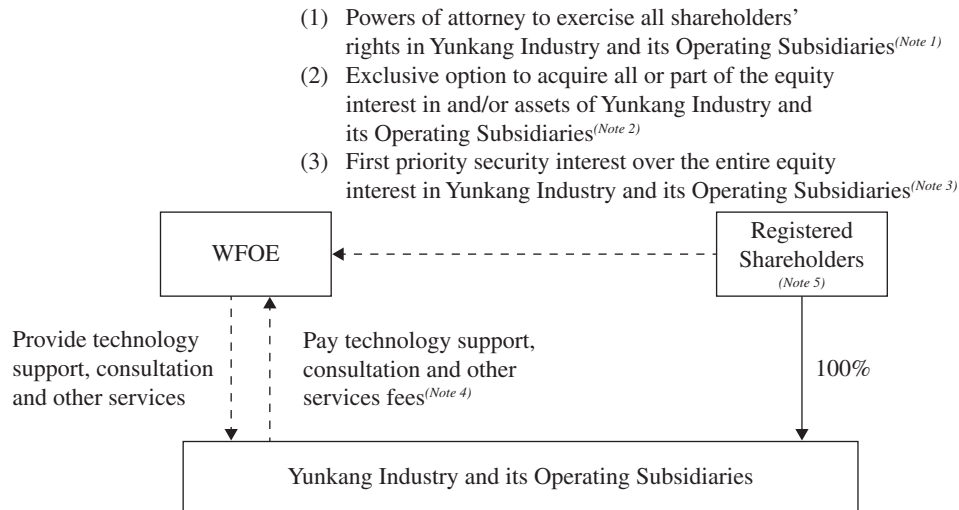 (1) Powers of attorney to exercise all shareholders’
rights in Yunkang Industry and its Operating Subsidiaries(Note 1)
(2) Exclusive option to acquire all or part of the equity
interest in and/or assets of Yunkang Industry and
its Operating Subsidiaries(Note 2)
(3) First priority security interest over the entire equity
interest in Yunkang Industry and its Operating Subsidiaries(Note 3)
WFOE
Registered
Shareholders
(Note 5)
Provide technology
support, consultation
and other services
Pay technology support,
consultation and other
services fees(Note 4)
100%
Yunkang Industry and its Operating Subsidiaries